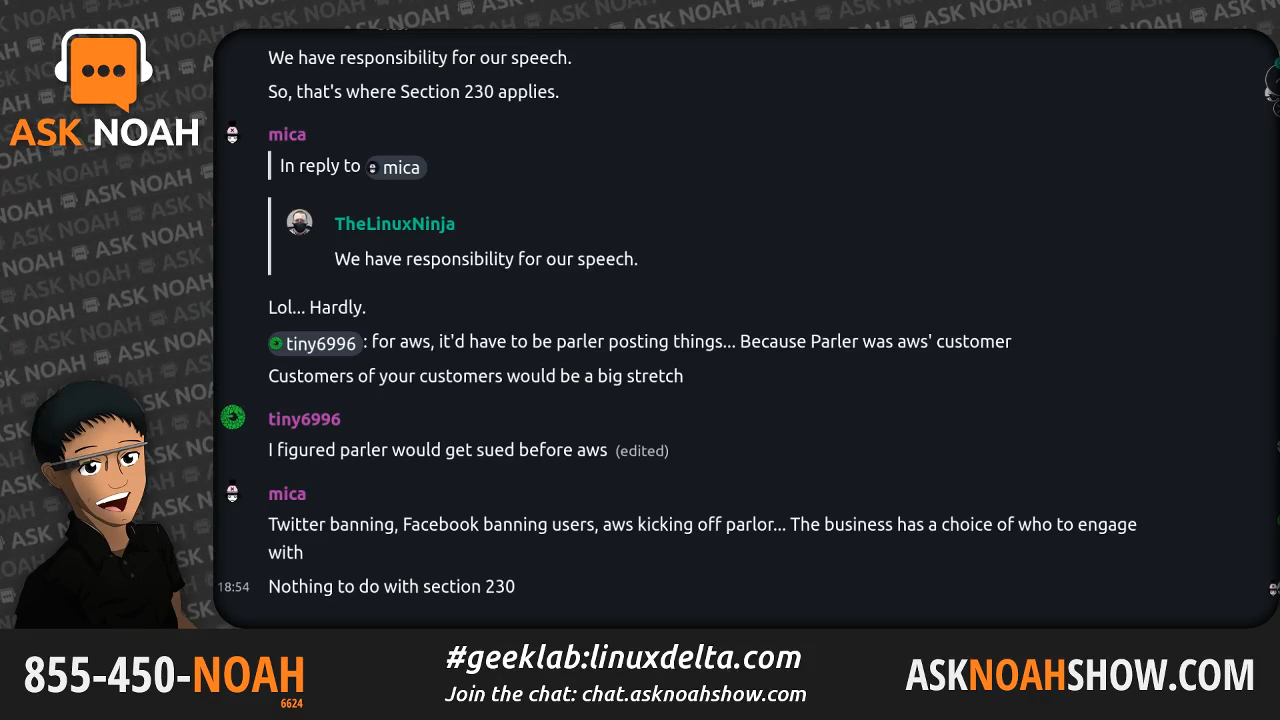 We have responsibility for our speech.
So, that's where Section 230 applies.
ASK NOAH
mica
In reply to mica
TheLinuxNinja
We have responsibility for our speech.
Lol... Hardly.
tiny6996: for aws, it'd have to be parler posting things... Because Parler was aws' customer
Customers of your customers would be a big stretch
tiny6996
I figured parler would get sued before aws (edited)
mica
Twitter banning, Facebook banning users, aws kicking off parlor... The business has a choice of who to engage
with
18:54 Nothing to do with section 230
855-450-NOAH
6624
#geeklab:linuxdelta.com
Join the chat: chat.asknoahshow.com
ASKNOAHSHOW.COM